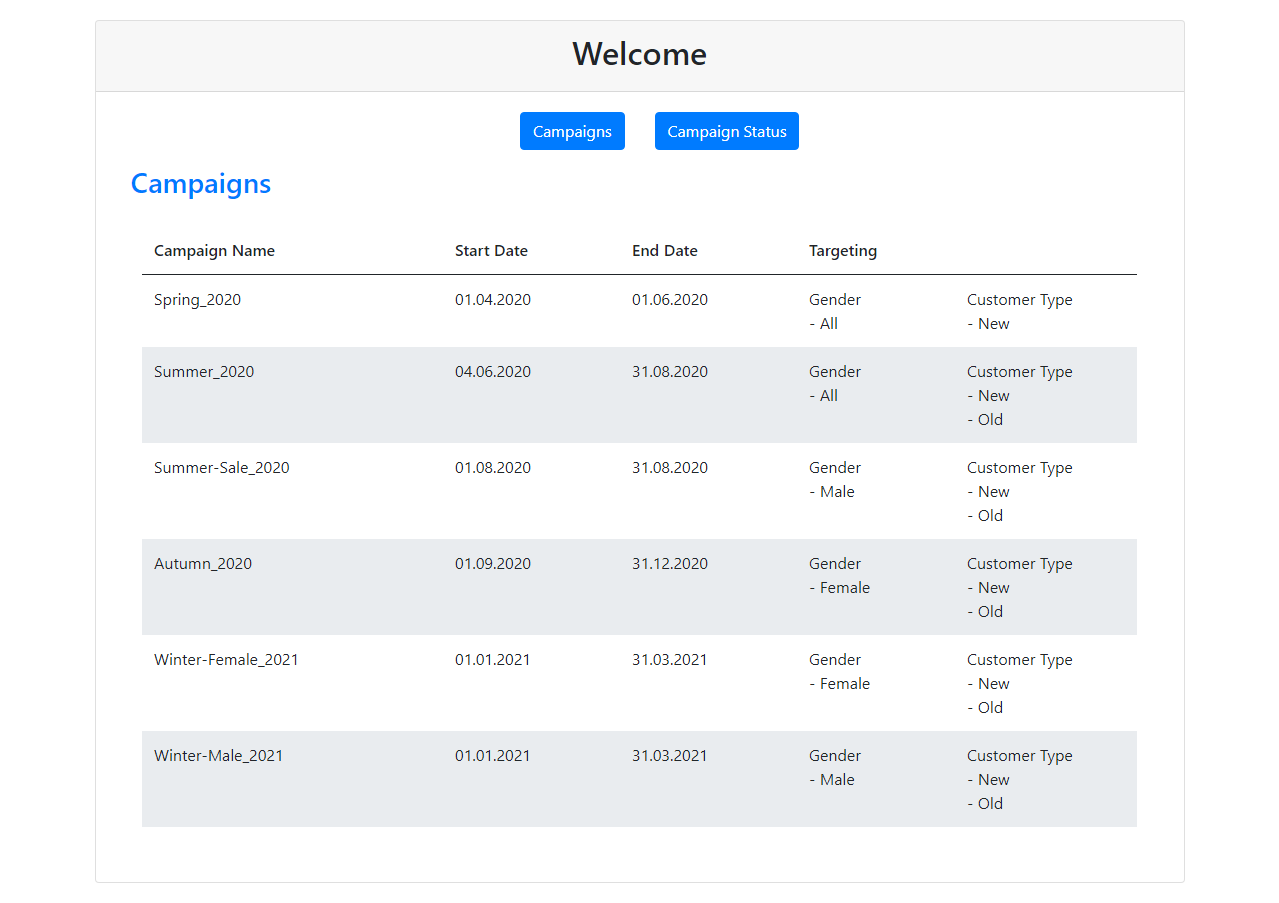 Welcome
Campaigns Campaign Status
Campaigns
Campaign Name Start Date End Date Targeting
Spring_2020 01.04.2020 01.06.2020 Gender Customer Type
- All - New
Summer_2020 04.06.2020 31.08.2020 Gender Customer Type
- All - New
- Old
Summer-Sale_2020 01.08.2020 31.08.2020 Gender Customer Type
- Male - New
- Old
Autumn_2020 01.09.2020 31.12.2020 Gender Customer Type
- Female - New
- Old
Winter-Female_2021 01.01.2021 31.03.2021 Gender Customer Type
- Female - New
- Old
Winter-Male_2021 01.01.2021 31.03.2021 Gender Customer Type
- Male - New
- Old